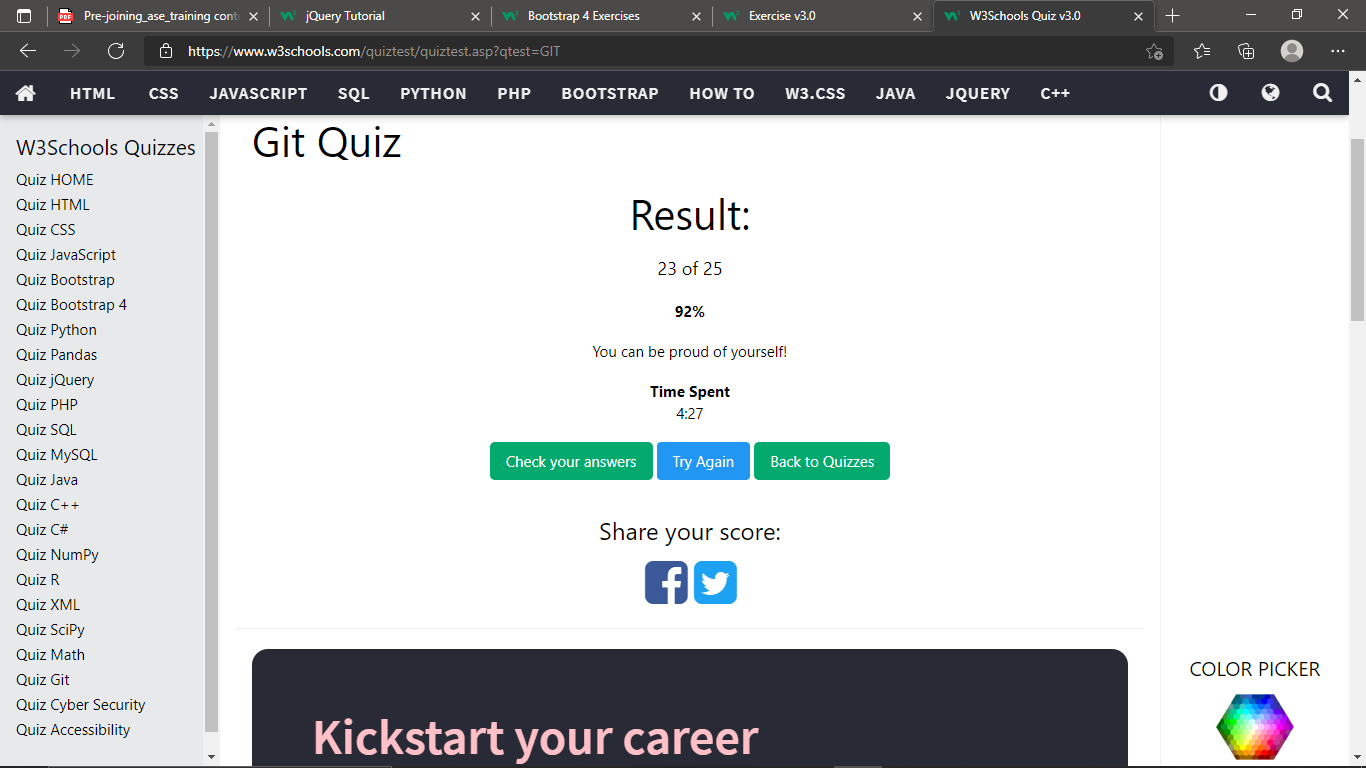 Pre-joining_ase_training cont
jQuery Tutorial
Bootstrap 4 Exercises
Exercise v3.0
W3Schools Quiz v3.0
https://www.w3schools.com/quiztest/quiztest.asp?qtest=GIT
HTML CSS JAVASCRIPT SQL PYTHON PHP BOOTSTRAP HOW TO W3.CSS JAVA JQUERY C++
W3Schools Quizzes
Quiz HOME
Quiz HTML
Quiz CSS
Quiz JavaScript
Quiz Bootstrap
Quiz Bootstrap 4
Quiz Python
Quiz Pandas
Quiz jQuery
Quiz PHP
Quiz SQL
Quiz MySQL
Quiz Java
Quiz C++
Quiz C#
Quiz NumPy
Quiz R
Quiz XML
Quiz SciPy
Quiz Math
Quiz Git
Quiz Cyber Security
Quiz Accessibility
Git Quiz
Result:
23 of 25
92%
You can be proud of yourself!
Time Spent
4:27
Check your answers Try Again Back to Quizzes
Share your score:
Kickstart your career
COLOR PICKER